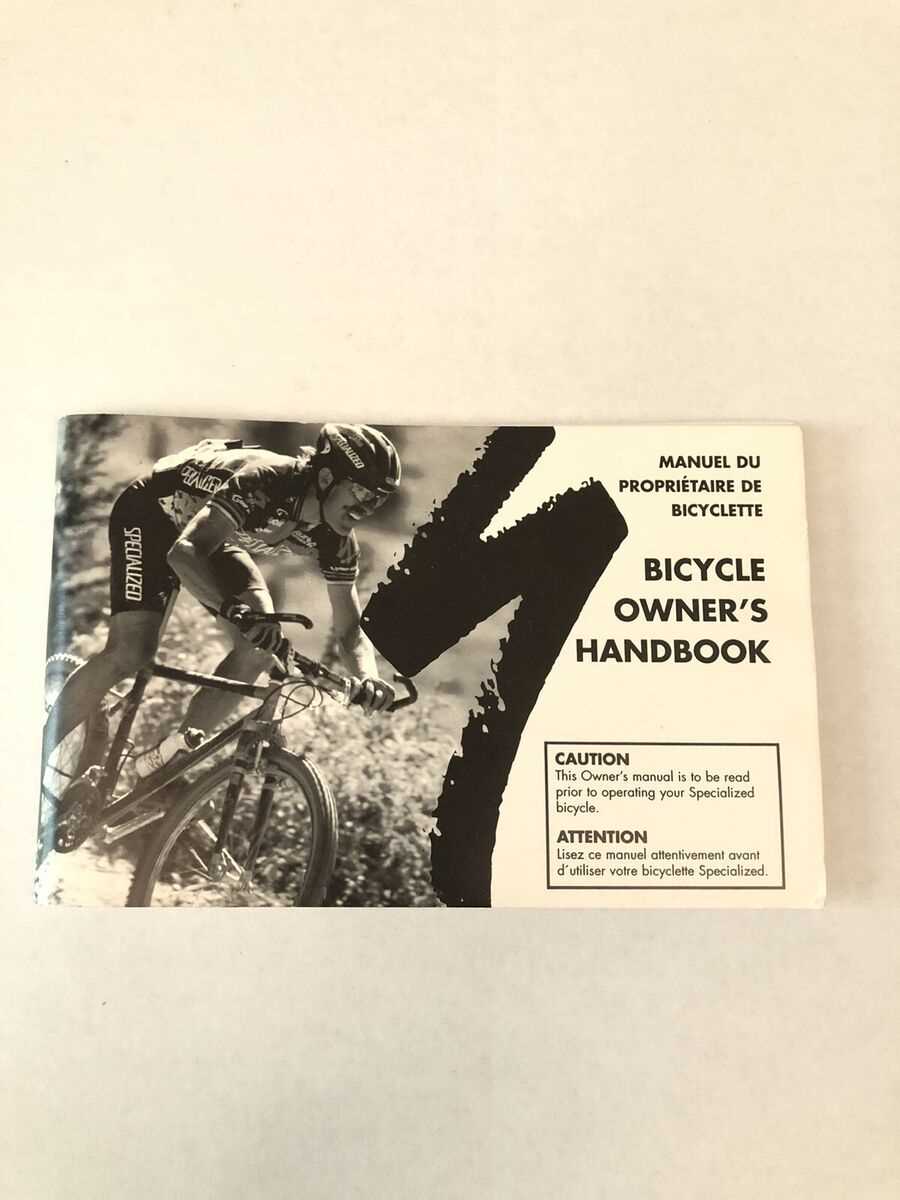 SPECIALIZED
SPECIALIZED
MANUEL DU
PROPRIÉTAIRE DE
BICYCLETTE
BICYCLE
OWNER'S
HANDBOOK
CAUTION
This Owner's manual is to be read
prior to operating your Specialized
bicycle.
ATTENTION
Lisez ce manuel attentivement avant
d'utiliser votre bicyclette Specialized.